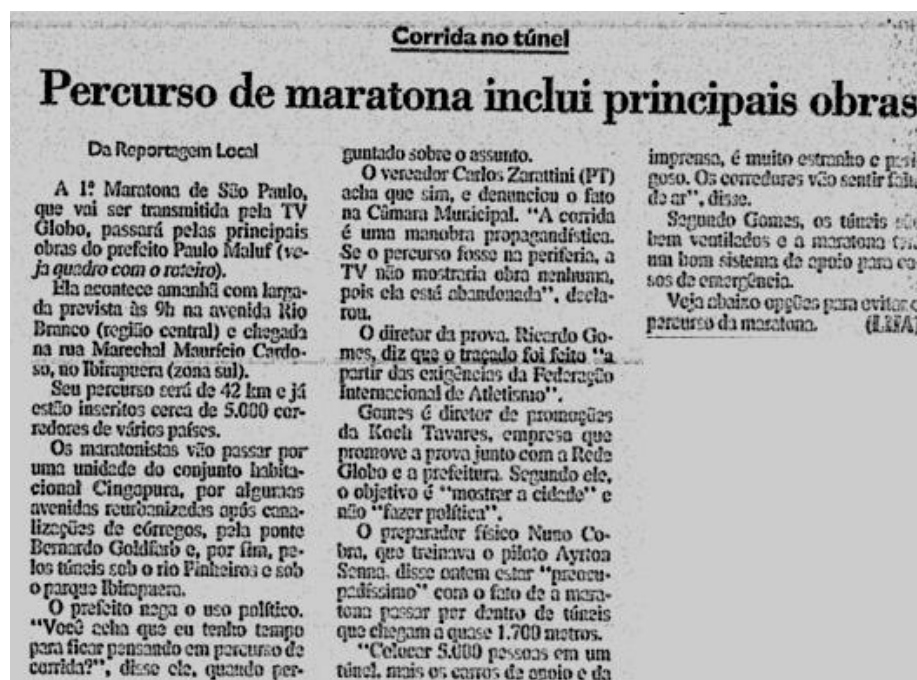 Corrida no túnel
Percurso de maratona inclui principais obras
Da Reportagem Local
A 1ª Maratona de São Paulo,
que vai ser transmitida pela TV
Globo, passará pelas principais
obras do prefeito Paulo Maluf (ve-
ja quadro com o roteiro).
Ela acontece amanhã com larga-
da prevista às 9h na avenida Rio
Branco (região central) e chegada
na rua Marechal Maurício Cardo-
so, no Ibirapuera (zona sul).
Seu percurso será de 42 km e já
estão inscritos cerca de 5.000 cor-
redores de vários países.
Os maratonistas vão passar por
uma unidade do conjunto habita-
cional Cingapura, por algumas
avenidas reurbanizadas após cana-
lizações de córregos, pela ponte
Bernardo Goldfarb e, por fim, pe-
los túneis sob o rio Pinheiros e sob
o parque Ibirapuera.
O prefeito nega o uso político.
"Você acha que eu tenho tempo
para ficar pensando em percurso de
corrida?", disse ele, quando per-
guntado sobre o assunto.
O vereador Carlos Zarattini (PT)
acha que sim, e denunciou o fato
na Câmara Municipal. "A corrida
é uma manobra propagandística.
Se o percurso fosse na periferia, a
TV não mostraria obra nenhuma,
pois ela está abandonada", decla-
rou.
O diretor da prova, Ricardo Go-
mes, diz que o traçado foi feito "a
partir das exigências da Federação
Internacional de Atletismo".
Gomes é diretor de promoções
da Koch Tavares, empresa que
promove a prova junto com a Rede
Globo e a prefeitura. Segundo ele,
o objetivo é "mostrar a cidade" e
não "fazer política".
O preparador físico Nuno Co-
bra, que treinava o piloto Ayrton
Senna, disse ontem estar "preocu-
padíssimo" com o fato de a mara-
tona passar por dentro de túneis
que chegam a quase 1.700 metros.
"Colocar 5.000 pessoas em um
túnel, mais os carros de apoio e da
imprensa, é muito estranho e peri
goso. Os corredores vão sentir falt
de ar", disse.
Segundo Gomes, os túneis são
bem ventilados e a maratona
um bom sistema de apoio para ca
sos de emergência.
Veja abaixo opções para evitar o
percurso da maratona.